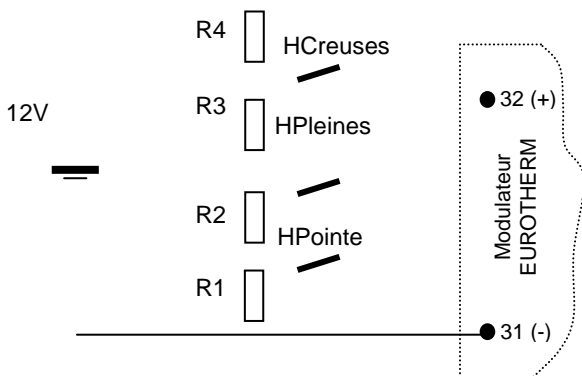 R4
HCreuses
12V
R3
HPleines
32 (+)
Modulateur
EUROTHERM
R2
HPointe
R1
31 (-)